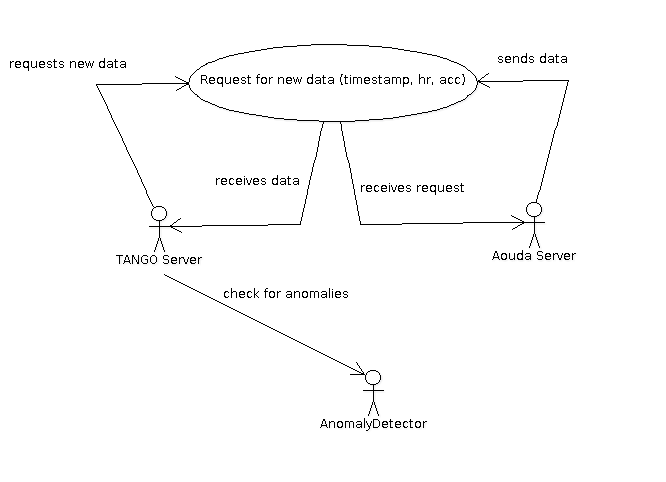 sends data
requests new data
Request for new data (timestamp, hr, acc)
receives data
receives request
TANGO Server
Aouda Server
check for anomalies
AnomalyDetector